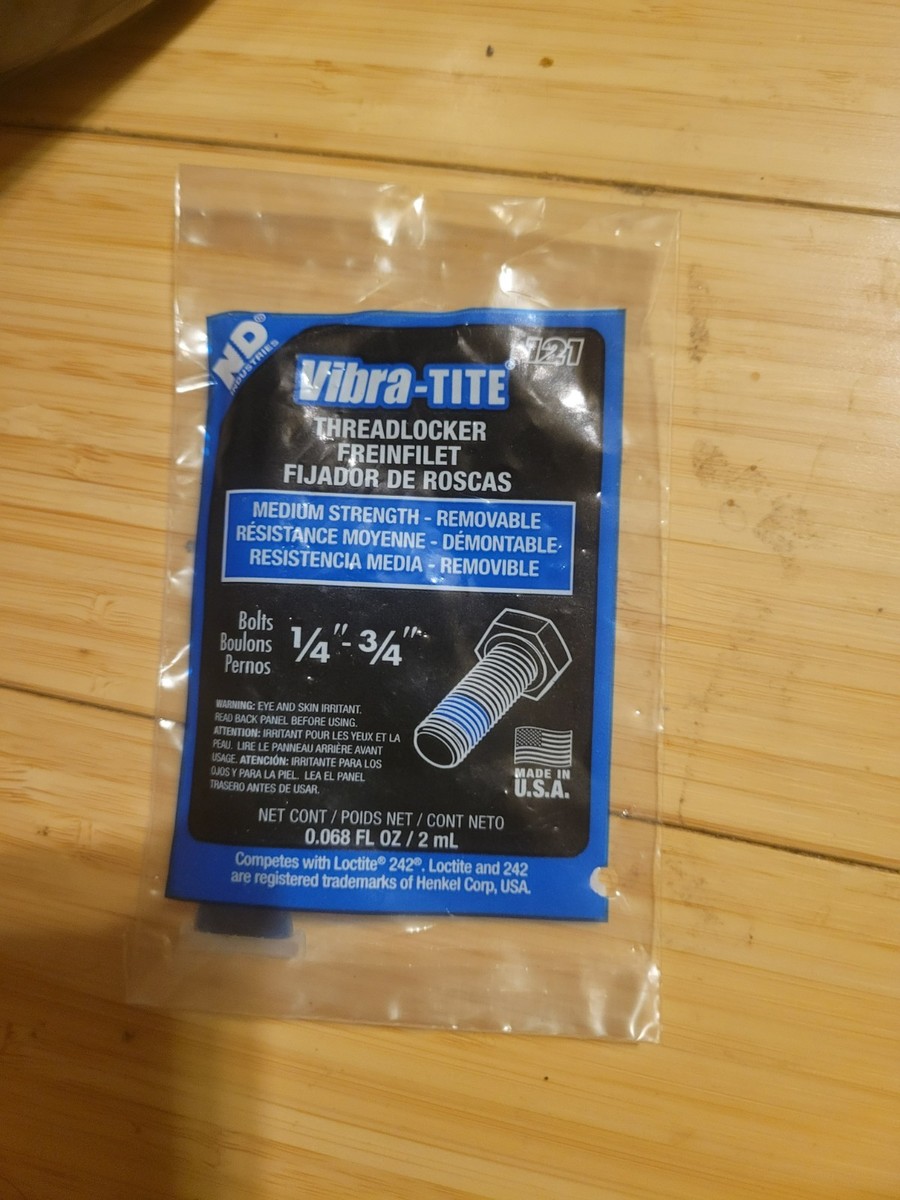 ND®
INDUSTRIES
121
Vibra-TITE®
THREADLOCKER
FREINFILET
FIJADOR DE ROSCAS
MEDIUM STRENGTH - REMOVABLE
RÉSISTANCE MOYENNE - DÉMONTABLE
RESISTENCIA MEDIA - REMOVIBLE
Bolts
Boulons
Pernos
1/4" - 3/4"
WARNING: EYE AND SKIN IRRITANT.
READ BACK PANEL BEFORE USING.
ATTENTION: IRRITANT POUR LES YEUX ET LA
PEAU. LIRE LE PANNEAU ARRIÈRE AVANT
USAGE. ATENCIÓN: IRRITANTE PARA LOS
OJOS Y PARA LA PIEL. LEA EL PANEL
TRASERO ANTES DE USAR.
MADE IN
U.S.A.
NET CONT / POIDS NET / CONT NETO
0.068 FL OZ / 2 mL
Competes with Loctite® 242®. Loctite and 242
are registered trademarks of Henkel Corp, USA.